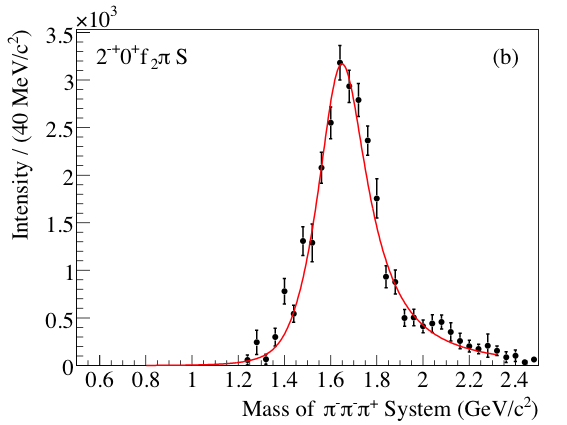 ×10³
2⁻⁺0⁺f₂π S
(b)
Intensity / (40 MeV/c²)
3.5
3
2.5
2
1.5
1
0.5
0
0.6 0.8 1 1.2 1.4 1.6 1.8 2 2.2 2.4
Mass of π⁻π⁻π⁺ System (GeV/c²)